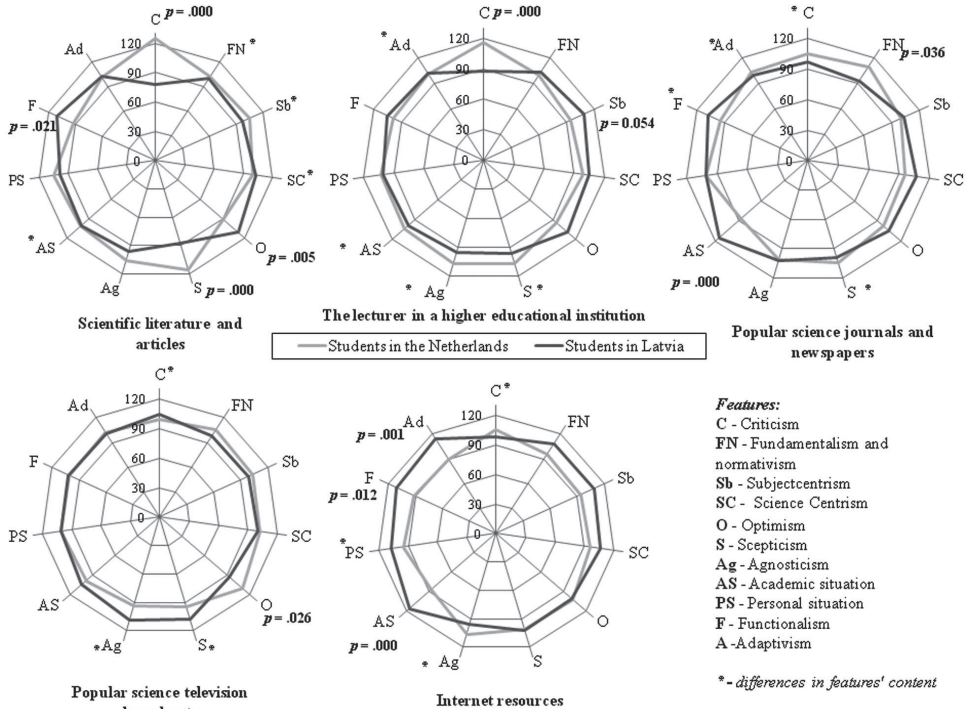 C p = .000
120
90
60
30
0
FN *
Sb *
SC *
O
p = .005
S p = .000
Ag
* AS
PS
F
p = .021
Ad
Scientific literature and
articles
C p = .000
120
90
60
30
0
FN
Sb
p = 0.054
SC
O
S *
* Ag
* AS
PS
F
* Ad
The lecturer in a higher educational institution
* C
120
90
60
30
0
FN
p = .036
Sb
SC
O
S *
Ag
AS
p = .000
PS
* F
* Ad
Popular science journals and
newspapers
Students in the Netherlands
Students in Latvia
C *
120
90
60
30
0
FN
Sb
SC
O
p = .026
S *
* Ag
AS
PS
F
Ad
Popular science television
C *
120
90
60
30
0
FN
Sb
SC
O
S
* Ag
AS
p = .000
* PS
F
p = .012
Ad
p = .001
Internet resources
Features:
C - Criticism
FN - Fundamentalism and
normativism
Sb - Subjectcentrism
SC - Science Centrism
O - Optimism
S - Scepticism
Ag - Agnosticism
AS - Academic situation
PS - Personal situation
F - Functionalism
A -Adaptivism
* - differences in features' content